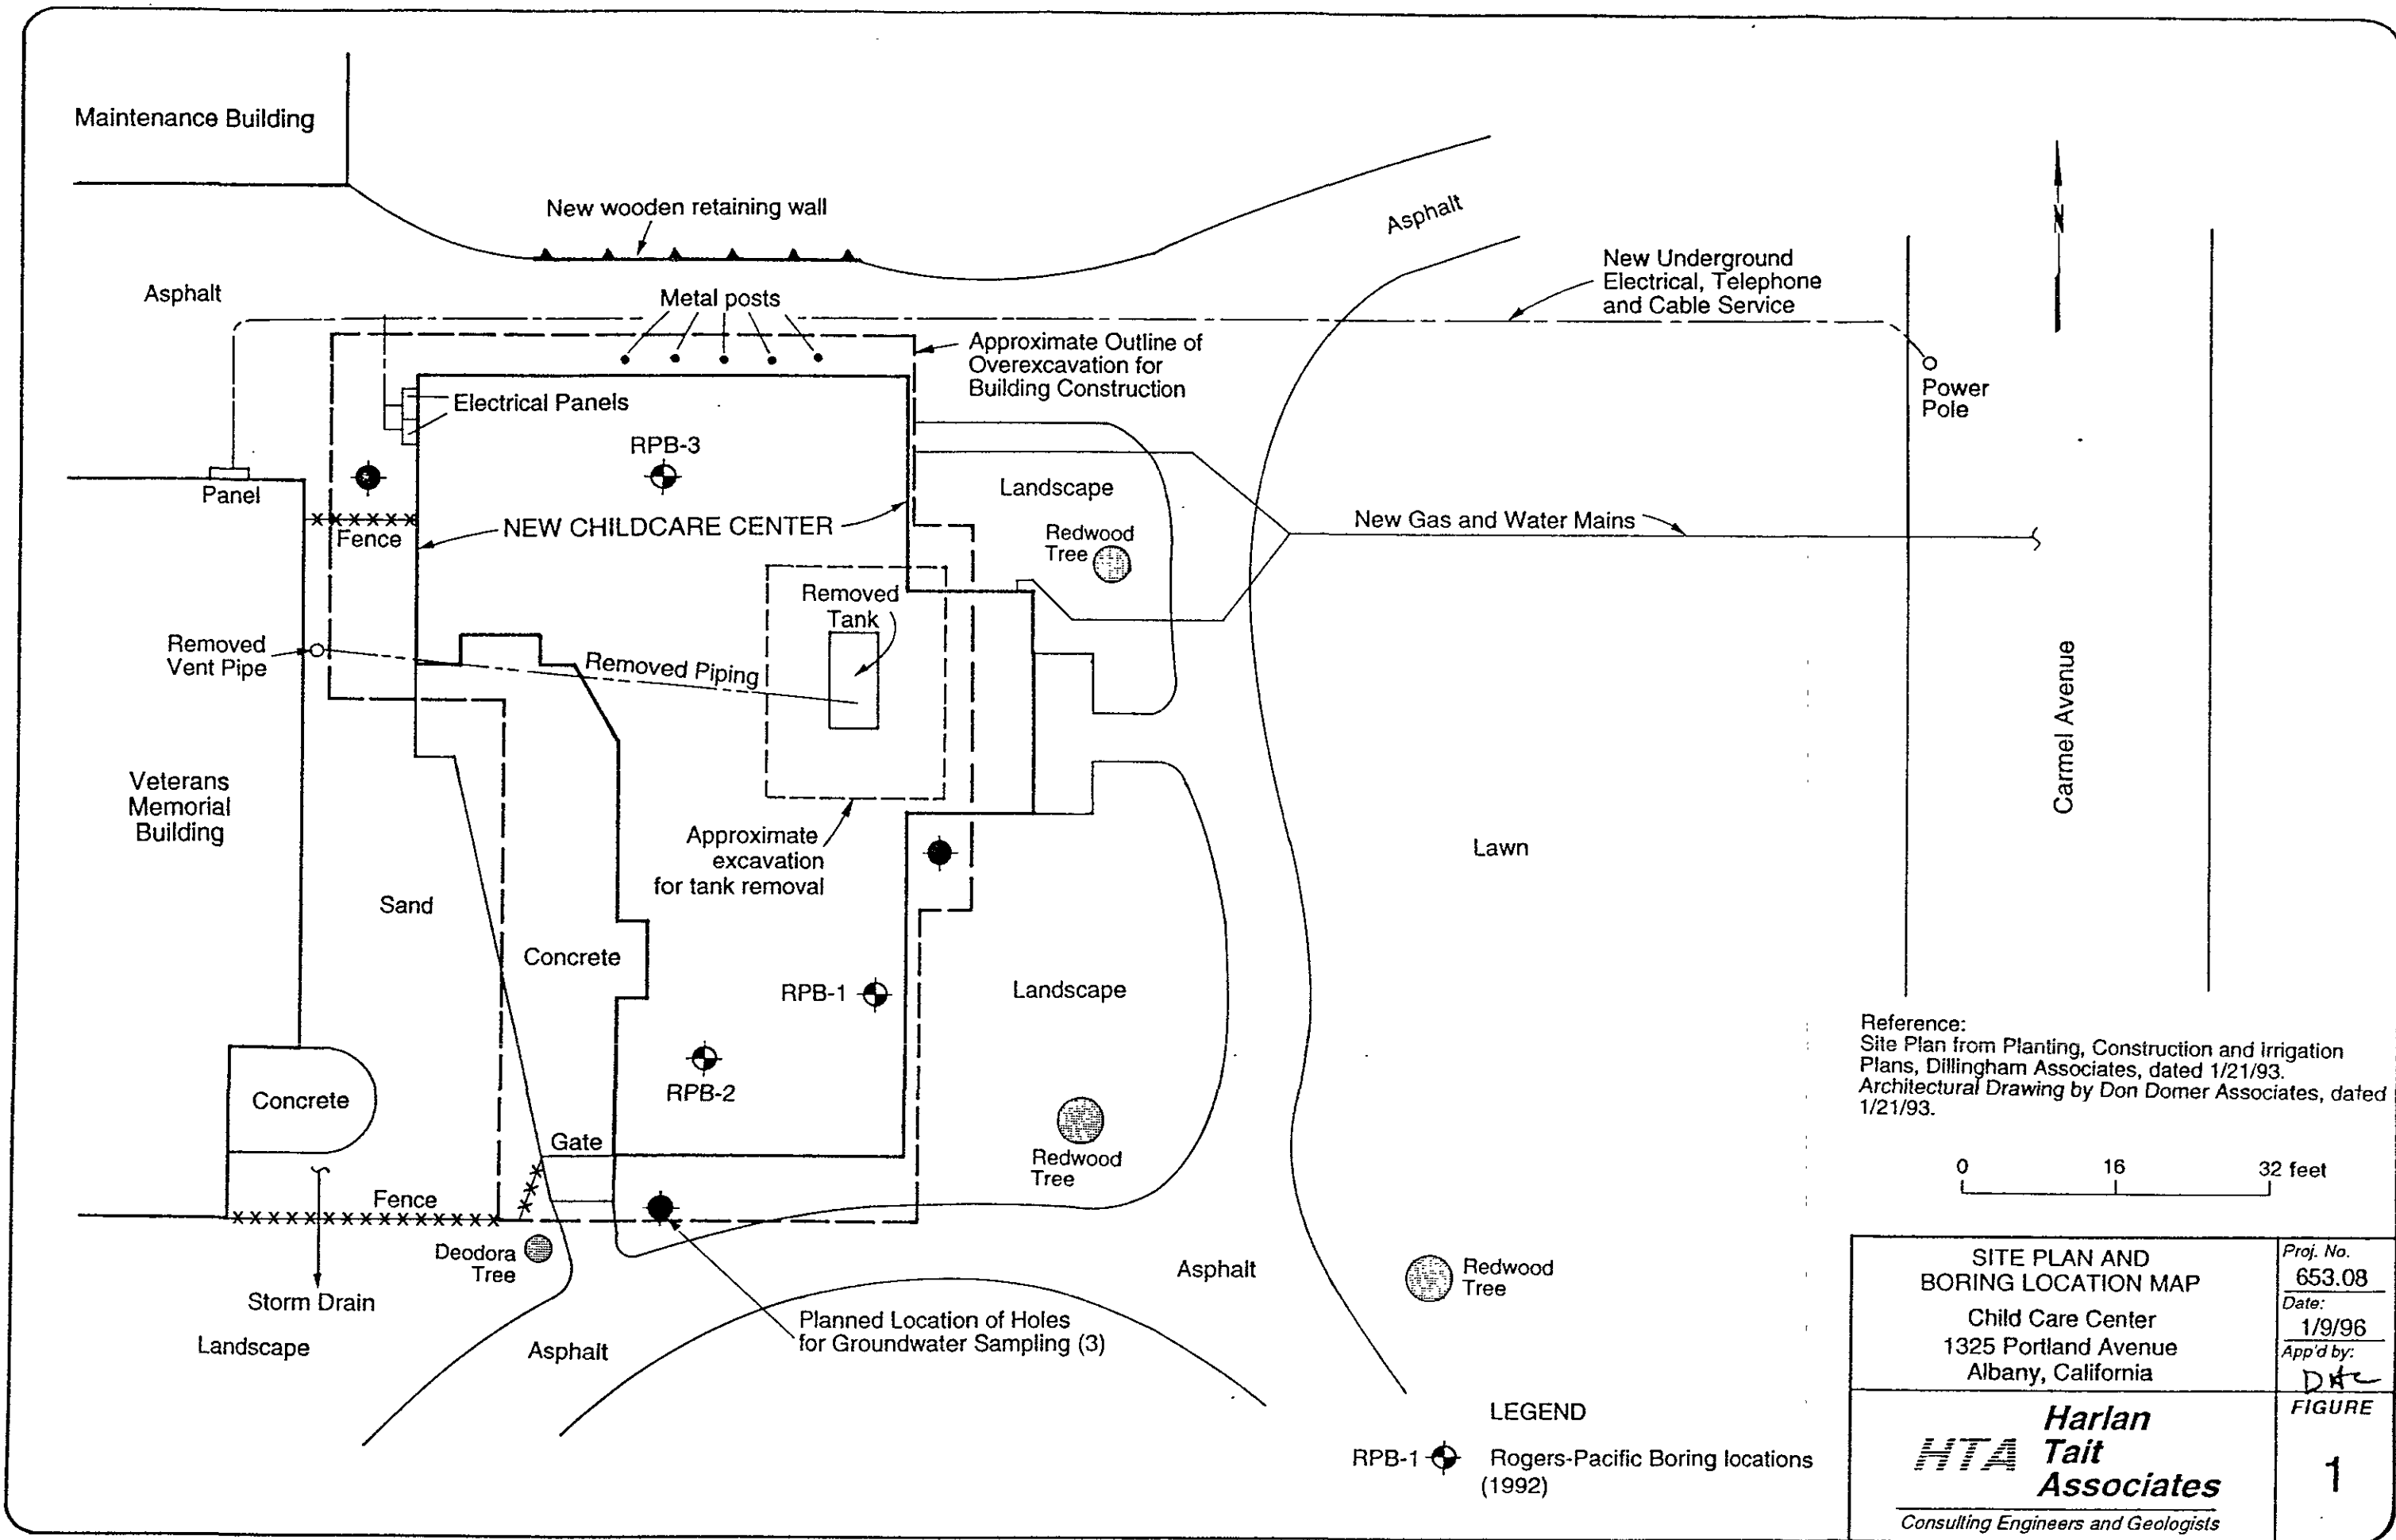 Maintenance Building
New wooden retaining wall
Asphalt
Asphalt
N
New Underground
Electrical, Telephone
and Cable Service
Metal posts
Approximate Outline of
Overexcavation for
Building Construction
Power
Pole
Electrical Panels
RPB-3
Panel
Landscape
NEW CHILDCARE CENTER
New Gas and Water Mains
Fence
Redwood
Tree
Removed
Tank
Removed
Vent Pipe
Removed Piping
Carmel Avenue
Veterans
Memorial
Building
Approximate
excavation
for tank removal
Lawn
Sand
Concrete
RPB-1
Landscape
RPB-2
Concrete
Reference:
Site Plan from Planting, Construction and Irrigation
Plans, Dillingham Associates, dated 1/21/93.
Architectural Drawing by Don Domer Associates, dated
1/21/93.
Gate
Redwood
Tree
0 16 32 feet
Fence
Deodora
Tree
Storm Drain
Landscape
Asphalt
Planned Location of Holes
for Groundwater Sampling (3)
Asphalt
Redwood
Tree
LEGEND
RPB-1 Rogers-Pacific Boring locations
(1992)
SITE PLAN AND
BORING LOCATION MAP
Child Care Center
1325 Portland Avenue
Albany, California
Proj. No.
653.08
Date:
1/9/96
App'd by:
HTA
Harlan
Tait
Associates
Consulting Engineers and Geologists
FIGURE
1